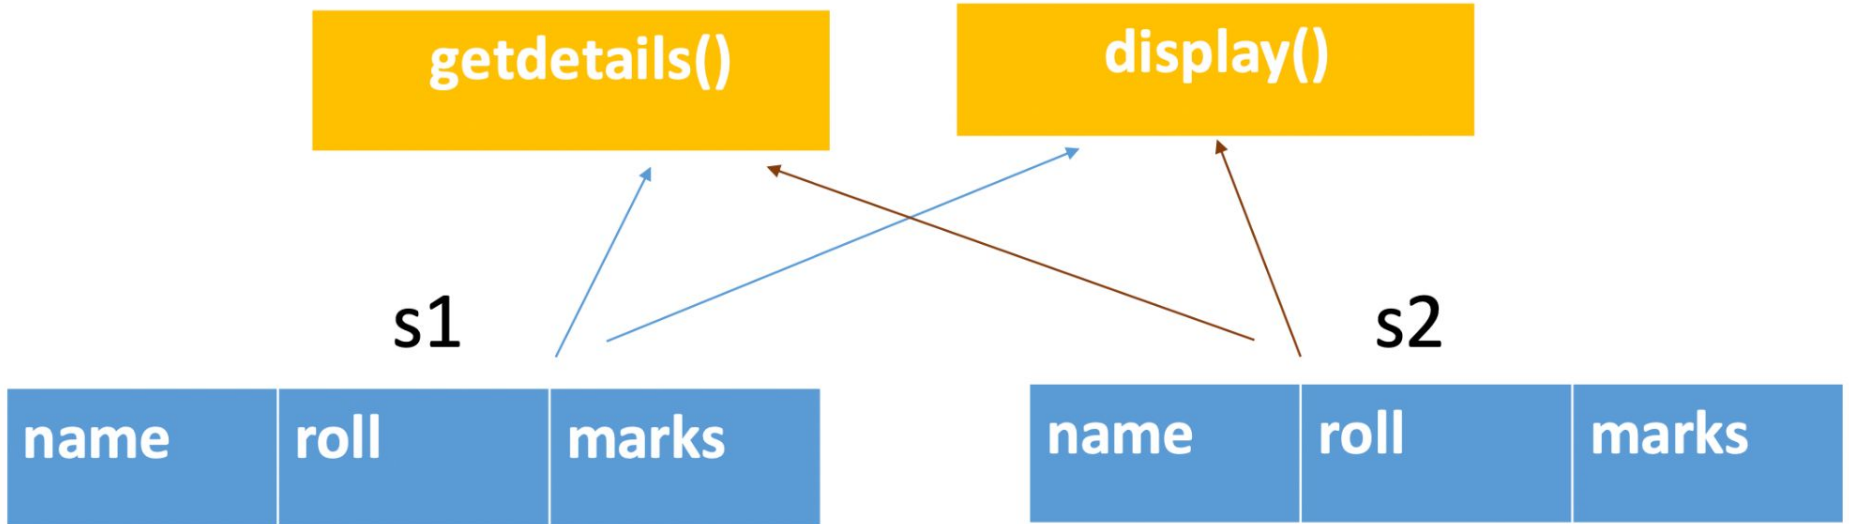 getdetails()
display()
s1
s2
name
roll
marks
name
roll
marks